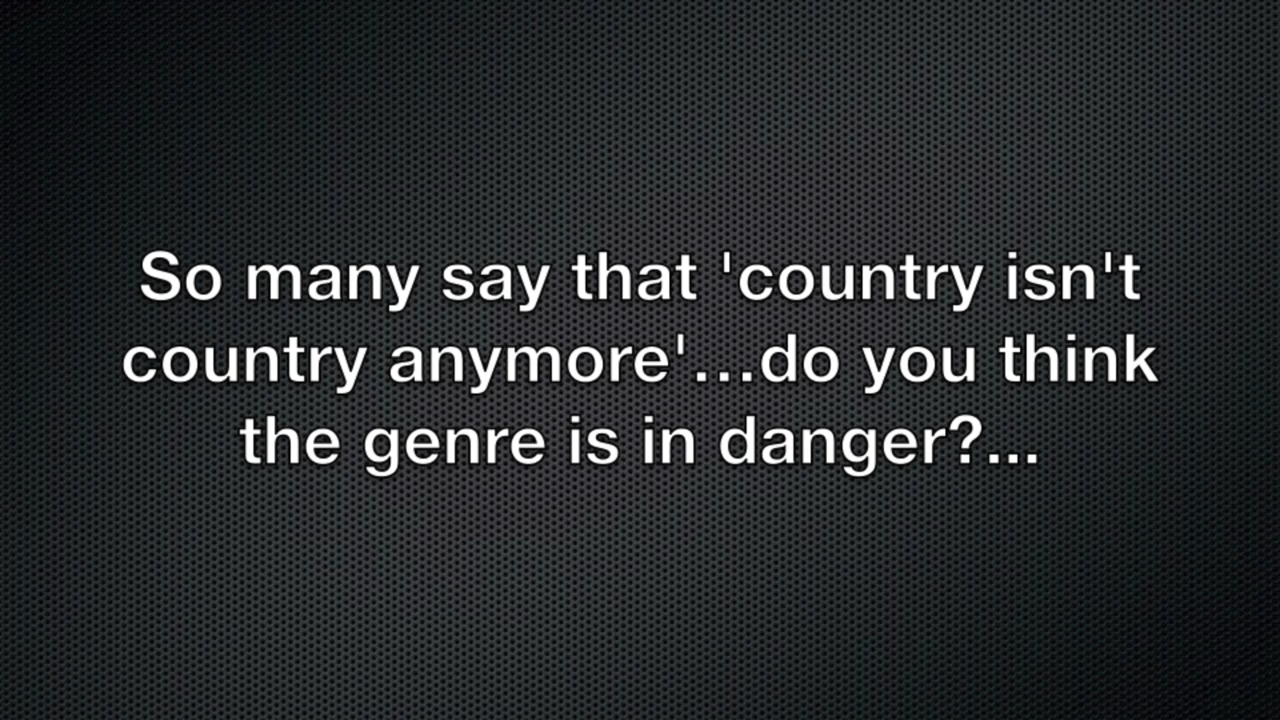 So many say that 'country isn't
country anymore'...do you think
the genre is in danger?...